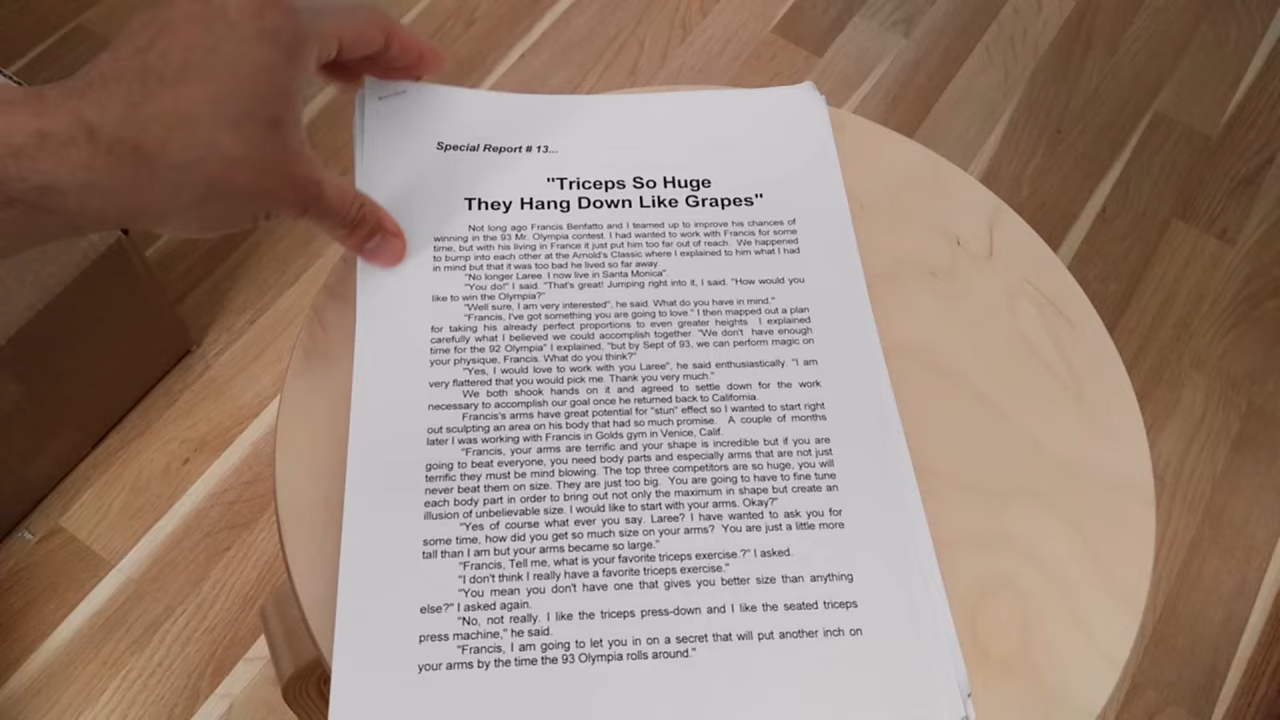 Special Report # 13...
"Triceps So Huge
They Hang Down Like Grapes"
Not long ago Francis Benfatto and I teamed up to improve his chances of
winning in the 93 Mr. Olympia contest. I had wanted to work with Francis for some
time, but with his living in France it just put him too far out of reach. We happened
to bump into each other at the Arnold's Classic where I explained to him what I had
in mind but that it was too bad he lived so far away.
"No longer Laree. I now live in Santa Monica".
"You do!" I said. "That's great! Jumping right into it, I said. "How would you
like to win the Olympia?"
"Well sure, I am very interested", he said. What do you have in mind."
"Francis, I've got something you are going to love." I then mapped out a plan
for taking his already perfect proportions to even greater heights I explained
carefully what I believed we could accomplish together. "We don't have enough
time for the 92 Olympia" I explained, "but by Sept of 93, we can perform magic on
your physique, Francis. What do you think?"
"Yes, I would love to work with you Laree", he said enthusiastically. "I am
very flattered that you would pick me. Thank you very much."
We both shook hands on it and agreed to settle down for the work
necessary to accomplish our goal once he returned back to California.
Francis's arms have great potential for "stun" effect so I wanted to start right
out sculpting an area on his body that had so much promise. A couple of months
later I was working with Francis in Golds gym in Venice, Calif.
"Francis, your arms are terrific and your shape is incredible but if you are
going to beat everyone, you need body parts and especially arms that are not just
terrific they must be mind blowing. The top three competitors are so huge, you will
never beat them on size. They are just too big. You are going to have to fine tune
each body part in order to bring out not only the maximum in shape but create an
illusion of unbelievable size. I would like to start with your arms. Okay?"
"Yes of course what ever you say. Laree? I have wanted to ask you for
some time, how did you get so much size on your arms? You are just a little more
tall than I am but your arms became so large."
"Francis, Tell me, what is your favorite triceps exercise.?" I asked.
"I don't think I really have a favorite triceps exercise."
"You mean you don't have one that gives you better size than anything
else?" I asked again.
"No, not really. I like the triceps press-down and I like the seated triceps
press machine," he said.
"Francis, I am going to let you in on a secret that will put another inch on
your arms by the time the 93 Olympia rolls around."